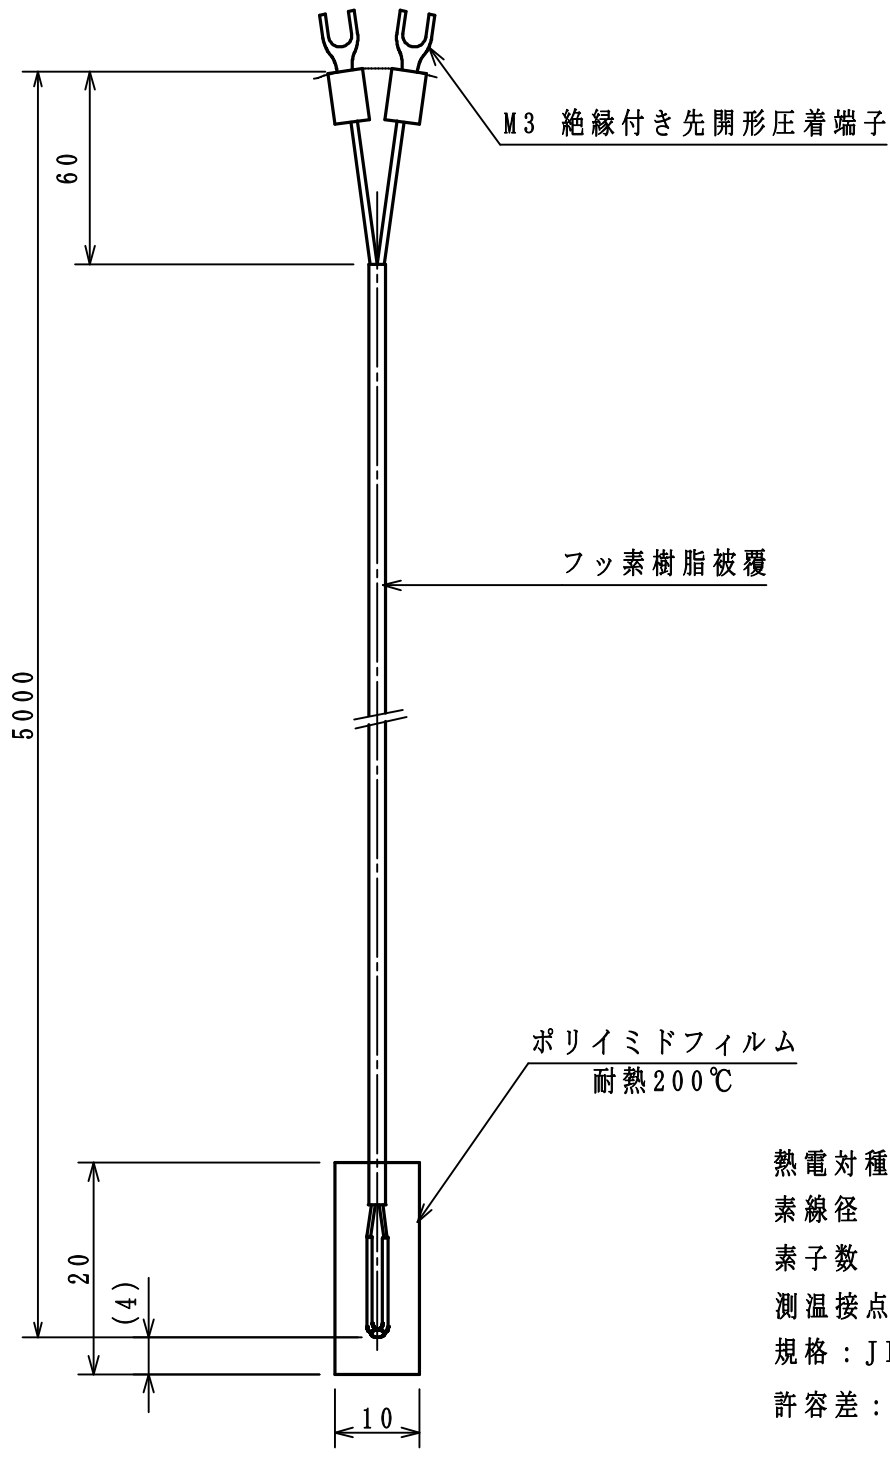 M3 絶縁付き先開形圧着端子
60
フッ素樹脂被覆
5000
ポリイミドフィルム
耐熱200℃
熱電対種
素線径
20
素子数
(4)
測温接点
規格：J
許容差：
10